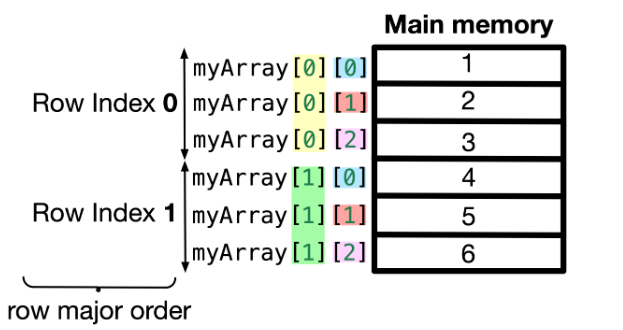 Main memory
myArray[0][0] 1
Row Index 0
myArray[0][1] 2
myArray[0][2] 3
myArray[1][0] 4
Row Index 1
myArray[1][1] 5
myArray[1][2] 6
row major order